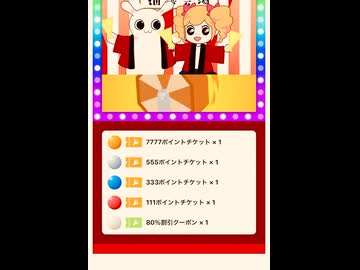 7777ポイントチケット × 1
555ポイントチケット × 1
333ポイントチケット × 1
111ポイントチケット × 1
80%割引クーポン × 1